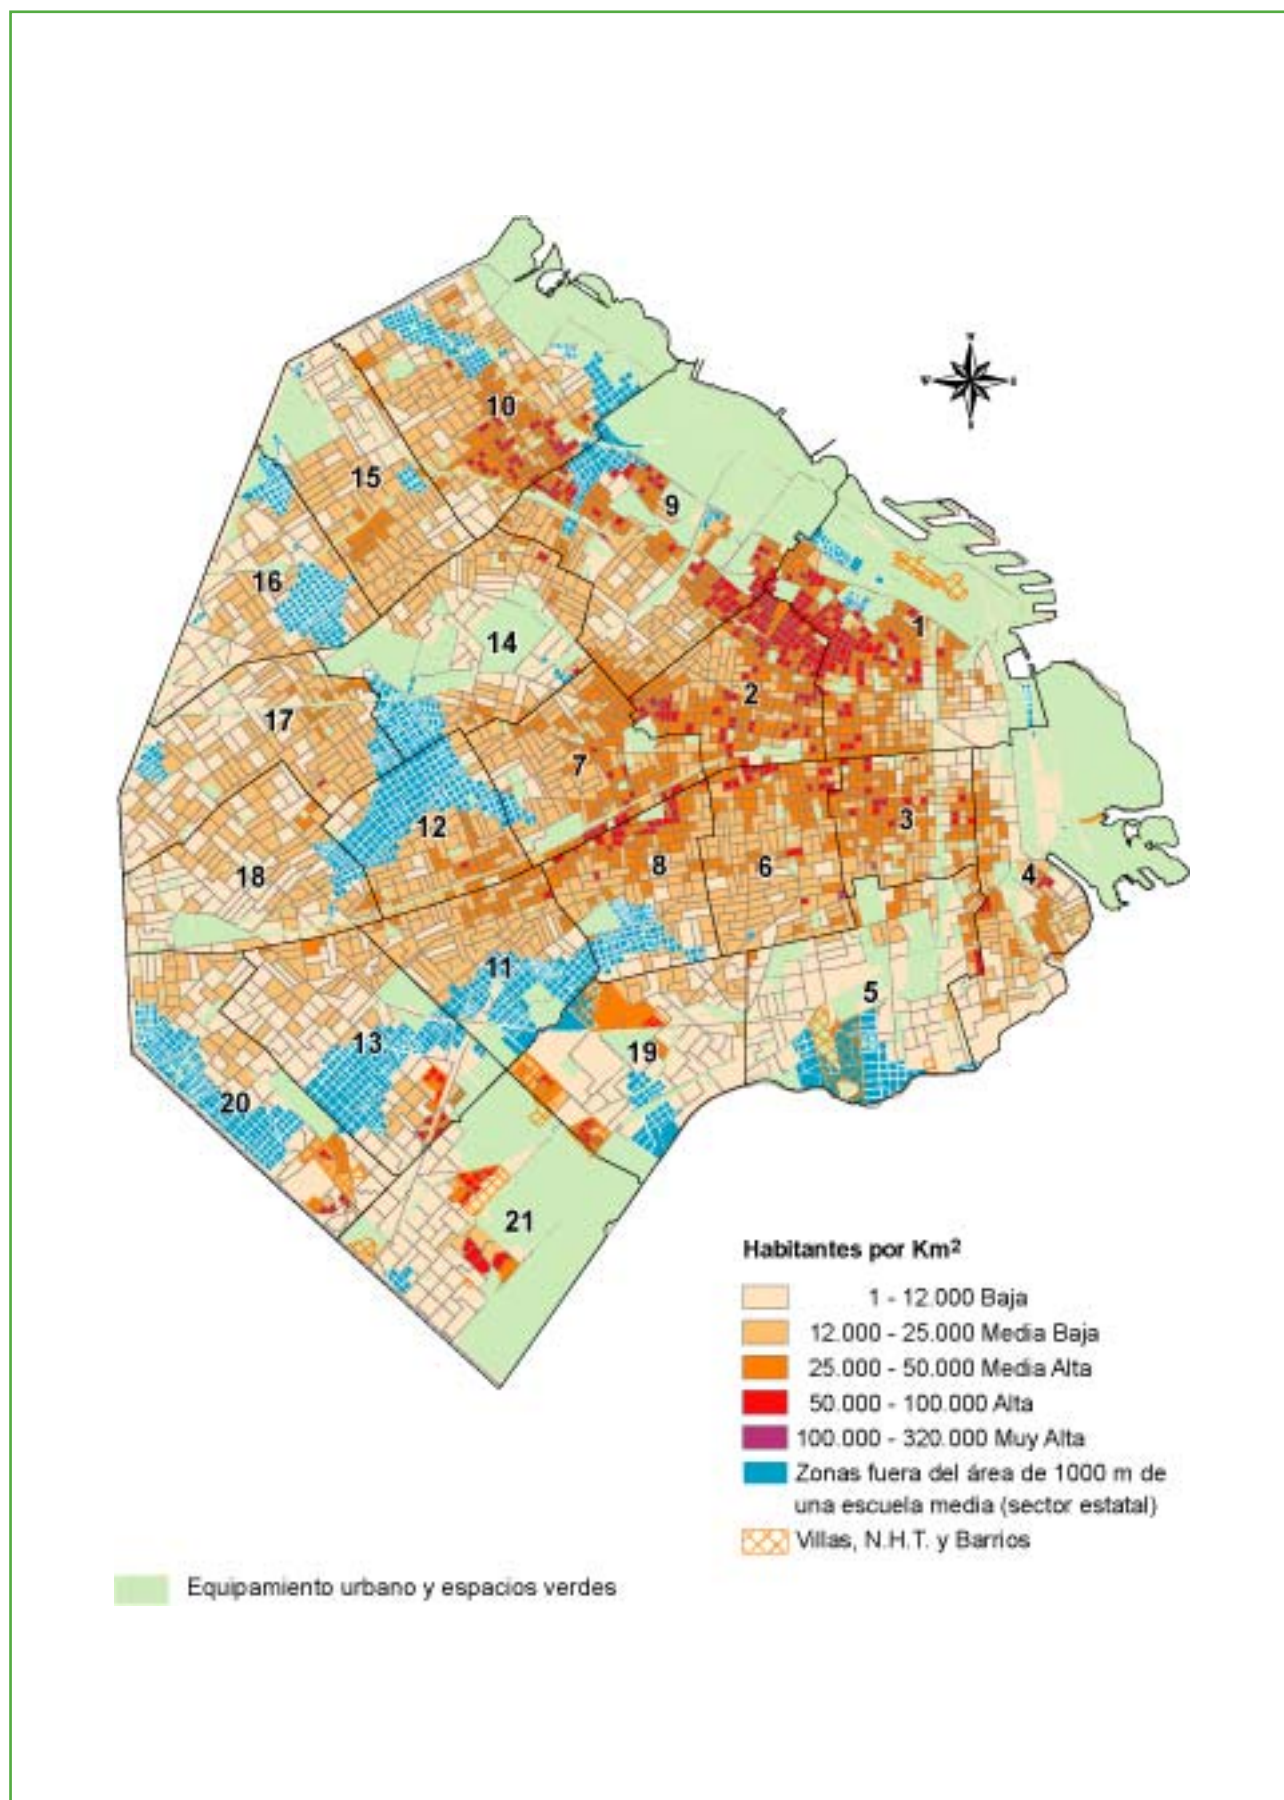 10
15
9
16
1
14
2
17
7
12
3
8
6
4
18
11
5
13
19
20
21
Habitantes por Km²
1 - 12.000 Baja
12.000 - 25.000 Media Baja
25.000 - 50.000 Media Alta
50.000 - 100.000 Alta
100.000 - 320.000 Muy Alta
Zonas fuera del área de 1000 m de
una escuela media (sector estatal)
Villas, N.H.T. y Barrios
Equipamiento urbano y espacios verdes